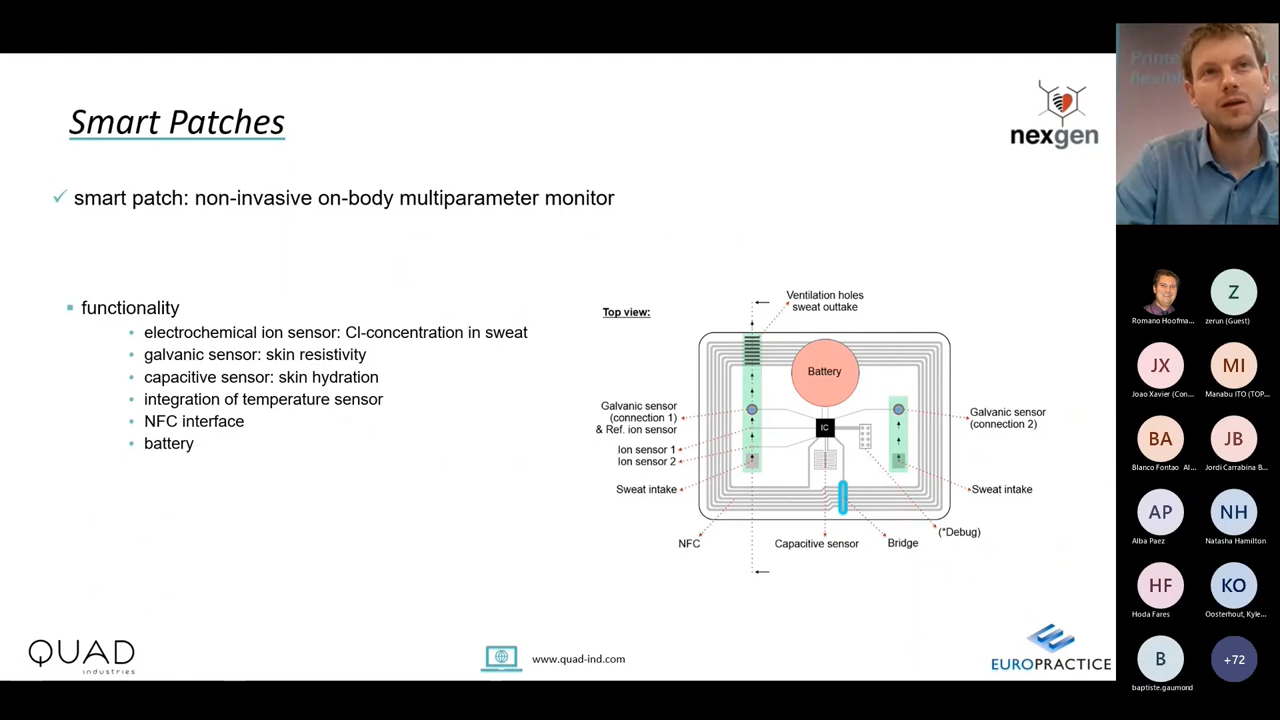 Smart Patches
nexgen
smart patch: non-invasive on-body multiparameter monitor
functionality
electrochemical ion sensor: Cl-concentration in sweat
galvanic sensor: skin resistivity
capacitive sensor: skin hydration
integration of temperature sensor
NFC interface
battery
Top view:
Ventilation holes
sweat outtake
Battery
Galvanic sensor
(connection 1)
& Ref. ion sensor
IC
Galvanic sensor
(connection 2)
Ion sensor 1
Ion sensor 2
Sweat intake
Sweat intake
(*Debug)
NFC
Capacitive sensor
Bridge
QUAD
industries
www.quad-ind.com
EUROPRACTICE
Romano Hoofma...
Z
zerun (Guest)
JX
Joao Xavier (Con...
MI
Manabu ITO (TOP...
BA
Blanco Fontao Al...
JB
Jordi Carrabina B...
AP
Alba Paez
NH
Natasha Hamilton
HF
Hoda Fares
KO
Oosterhout, Kyle...
B
baptiste.gaumond
+72